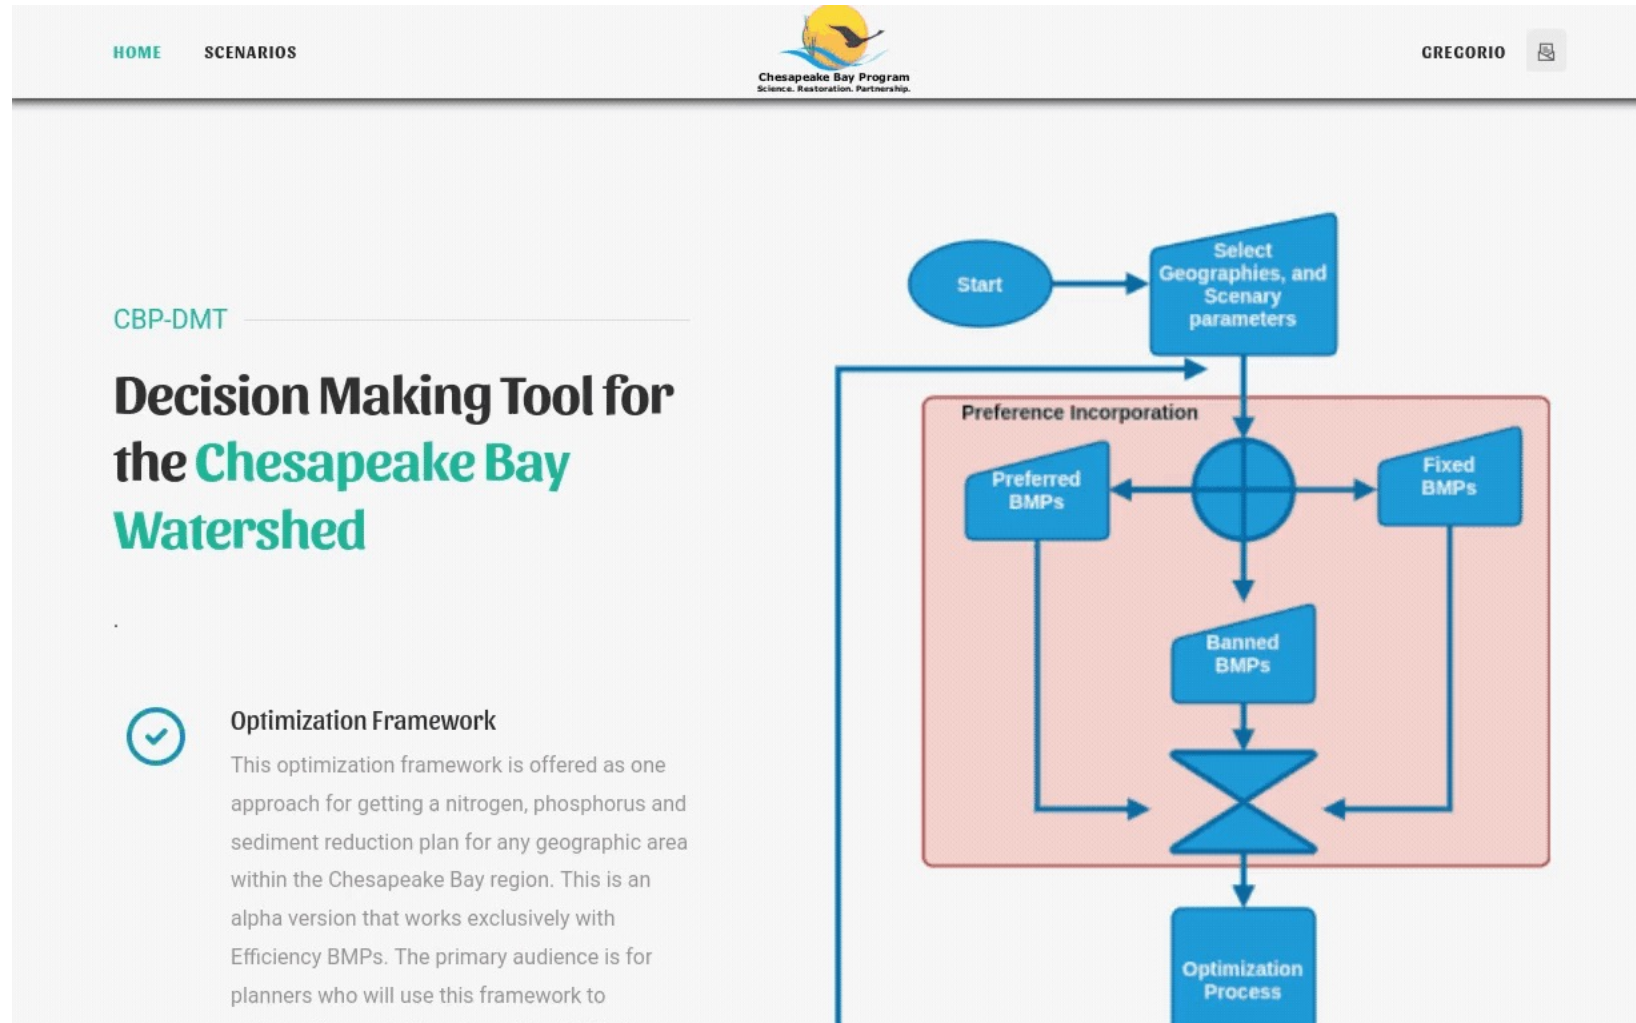 HOME
SCENARIOS
Chesapeake Bay Program
Science. Restoration. Partnership.
GREGORIO
CBP-DMT
Decision Making Tool for
the Chesapeake Bay
Watershed
.
Optimization Framework
This optimization framework is offered as one
approach for getting a nitrogen, phosphorus and
sediment reduction plan for any geographic area
within the Chesapeake Bay region. This is an
alpha version that works exclusively with
Efficiency BMPs. The primary audience is for
planners who will use this framework to
Start
Select
Geographies, and
Scenary
parameters
Preference Incorporation
Preferred
BMPs
Fixed
BMPs
Banned
BMPs
Optimization
Process